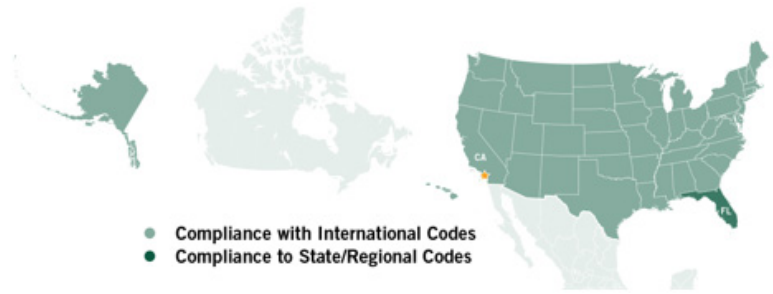 CA
FL
Compliance with International Codes
Compliance to State/Regional Codes